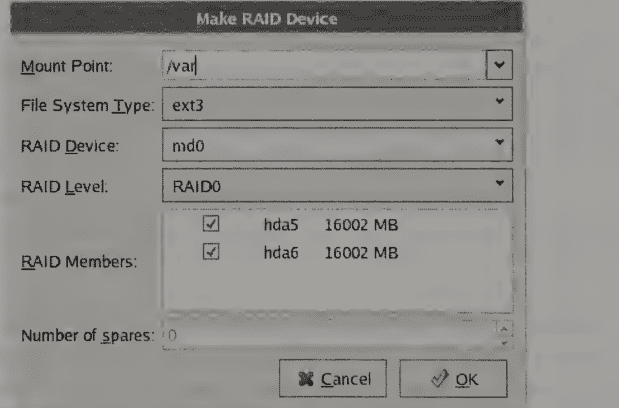 Make RAID Device
Mount Point: /var
File System Type: ext3
RAID Device: md0
RAID Level: RAID0
hda5 16002 MB
hda6 16002 MB
RAID Members:
Number of spares: 0
Cancel OK